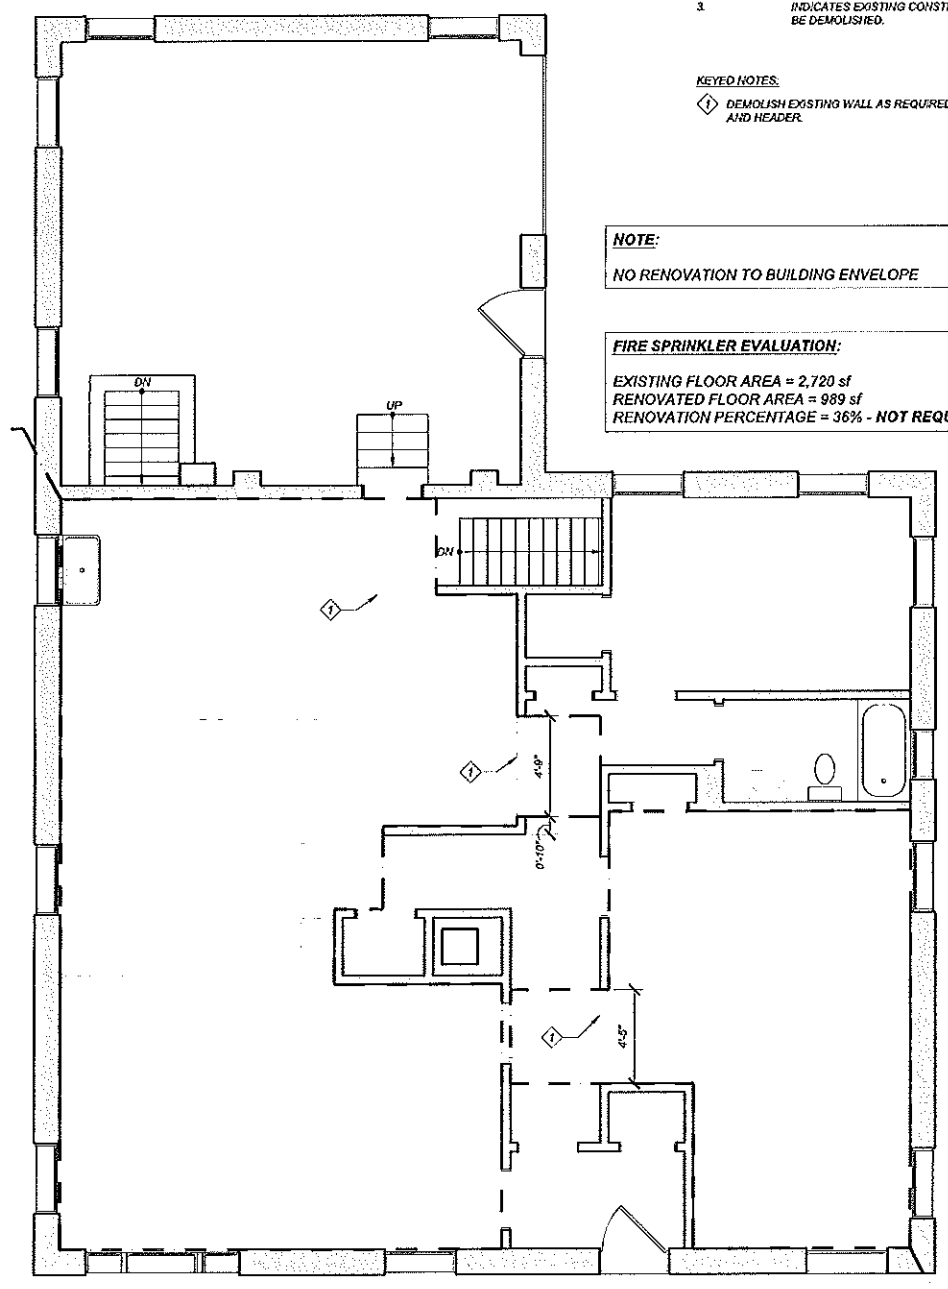 3. INDICATES EXISTING CONST
BE DEMOLISHED.
KEYED NOTES:
1 DEMOLISH EXISTING WALL AS REQUIRED
AND HEADER.
NOTE:
NO RENOVATION TO BUILDING ENVELOPE
FIRE SPRINKLER EVALUATION:
EXISTING FLOOR AREA = 2,720 sf
RENOVATED FLOOR AREA = 989 sf
RENOVATION PERCENTAGE = 36% - NOT REQU
DN
UP
DN
1
1
4'-9"
0'-10"
1
4'-5"